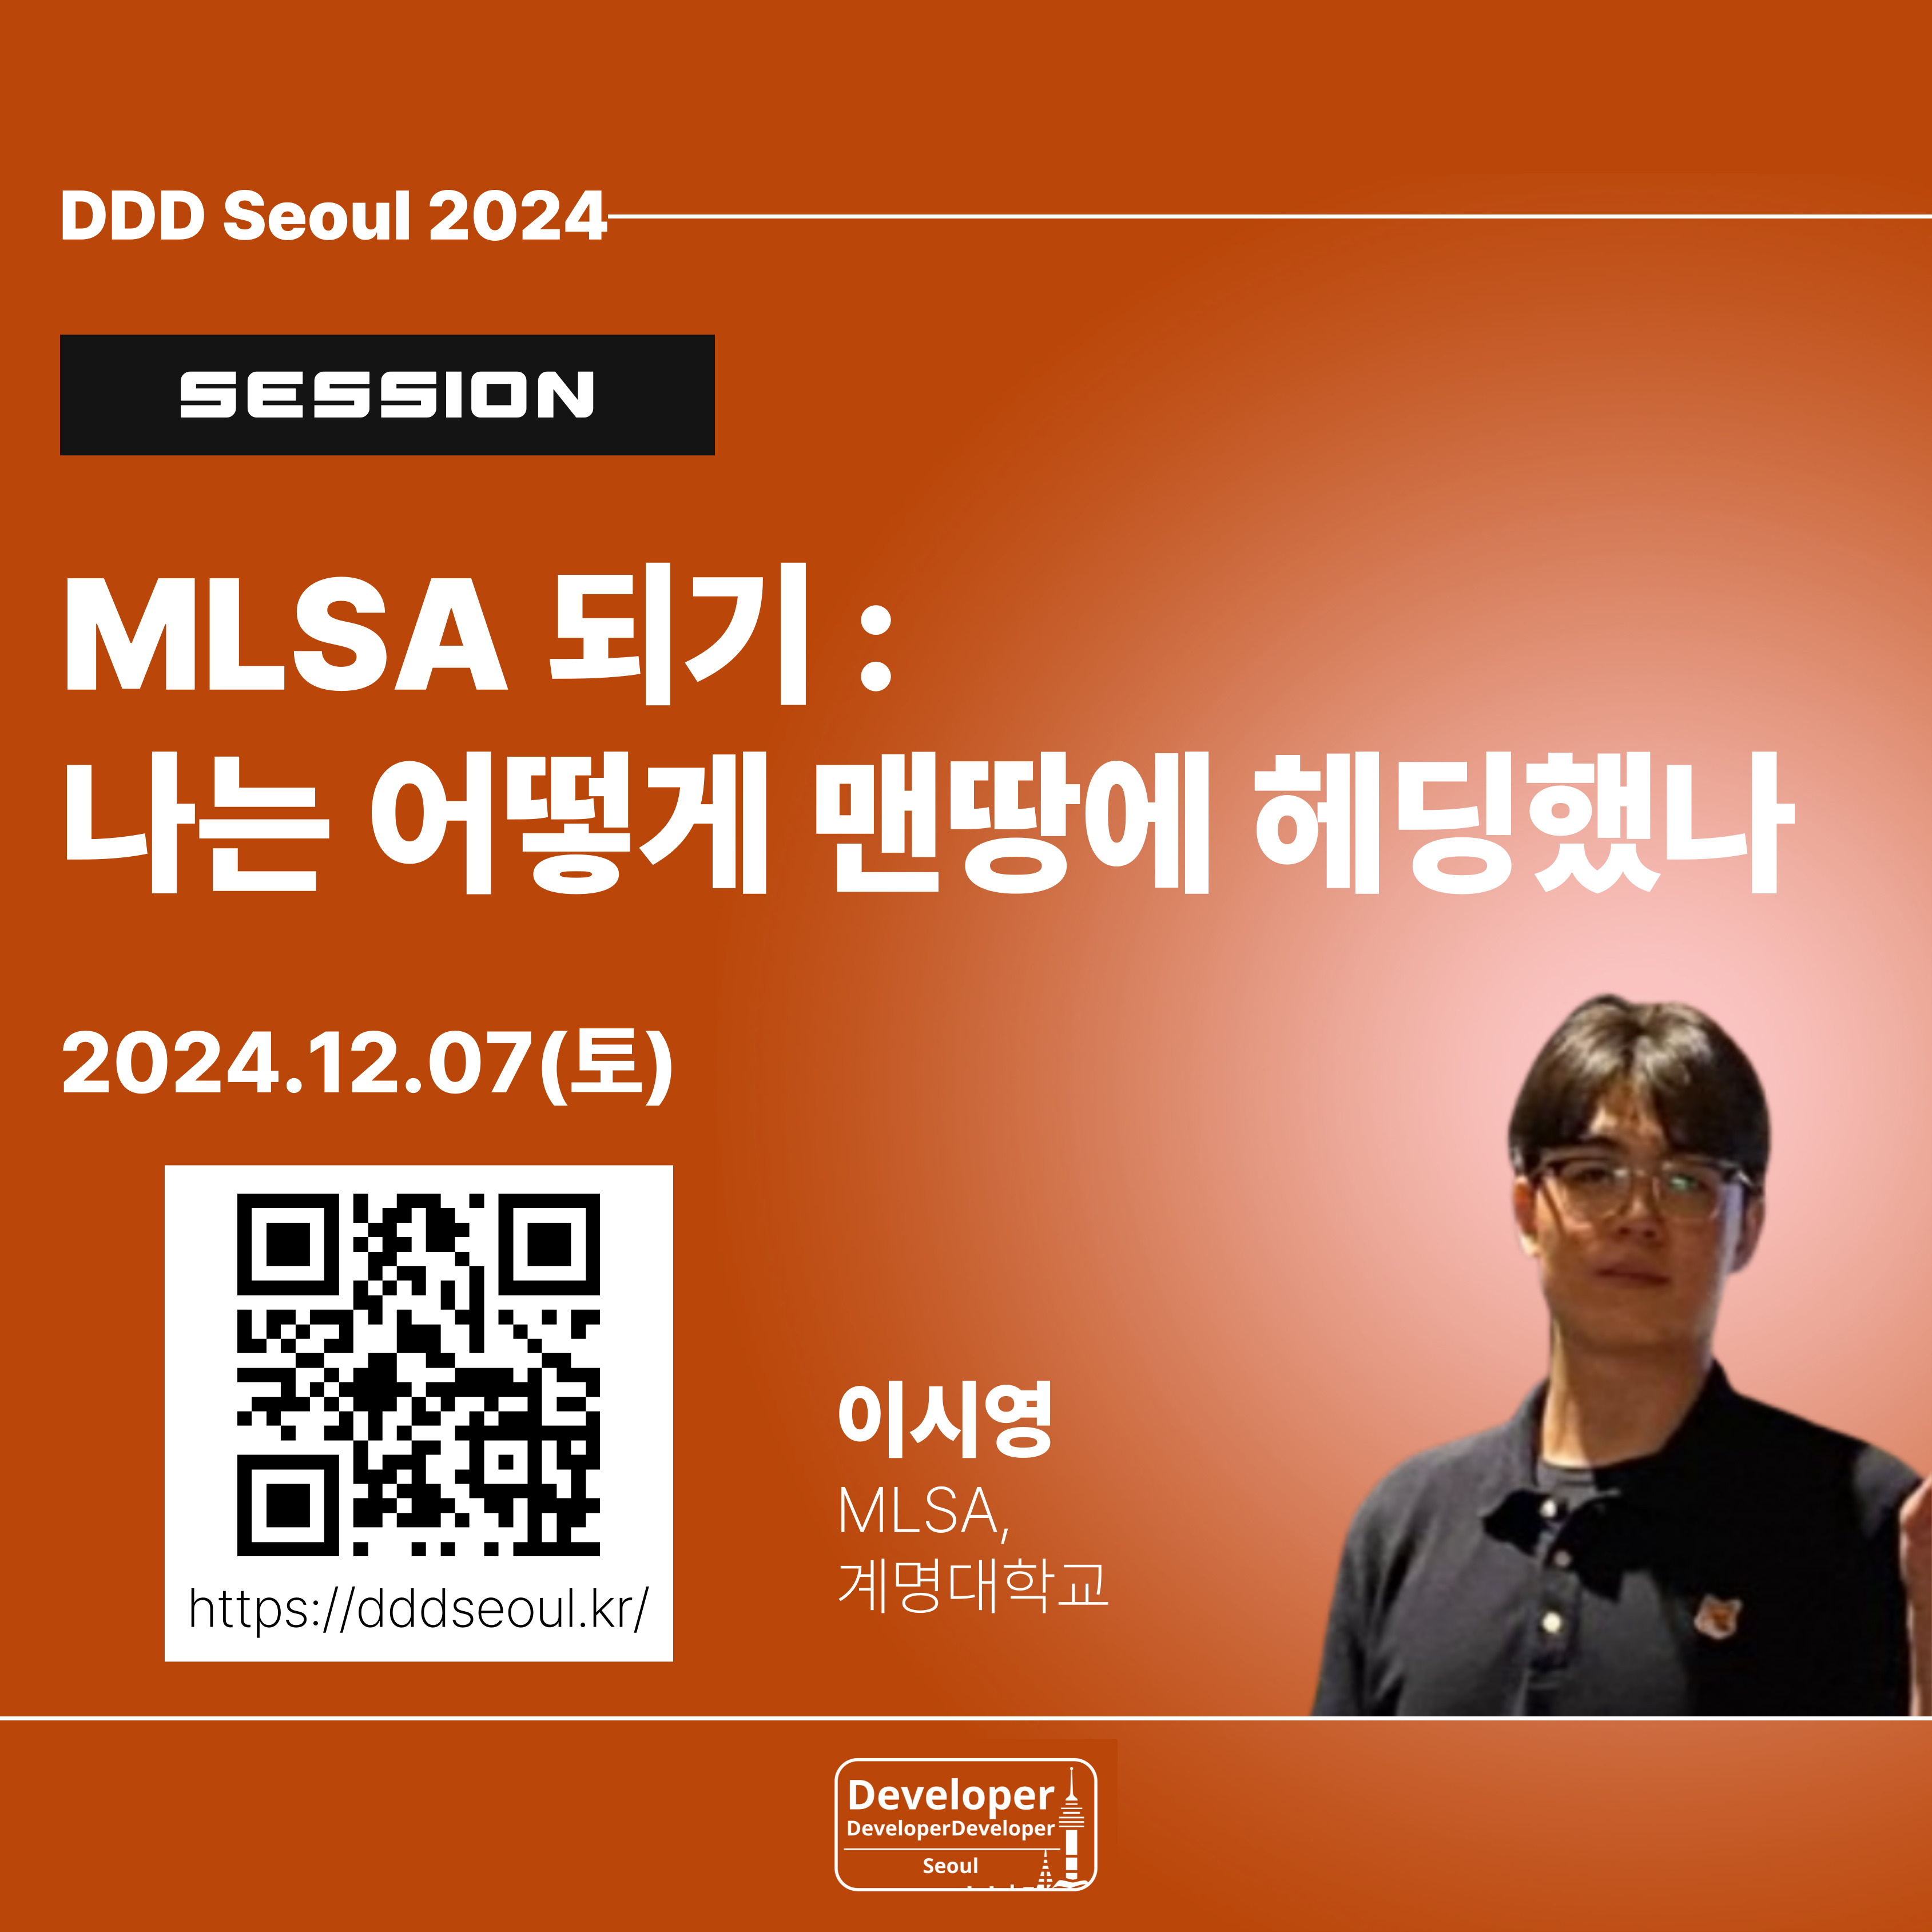 DDD Seoul 2024
SESSION
MLSA 되기 :
나는 어떻게 맨땅에 헤딩했나
2024.12.07(토)
https://dddseoul.kr/
이시영
MLSA,
계명대학교
Developer
DeveloperDeveloper
Seoul